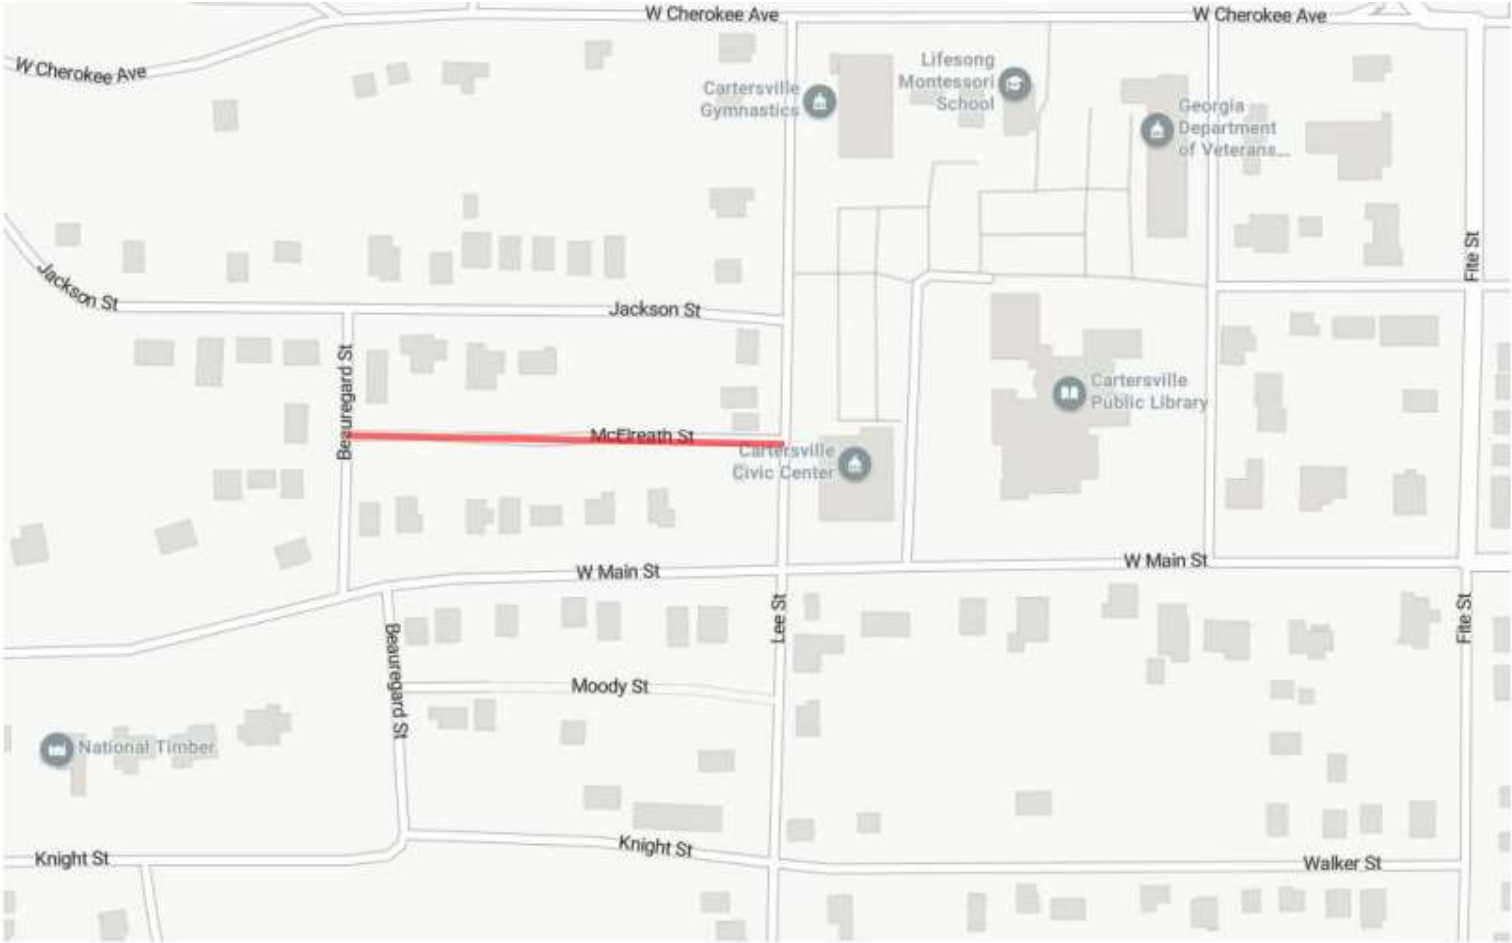 W Cherokee Ave
W Cherokee Ave
W Cherokee Ave
Lifesong
Montessori
School
Cartersville
Gymnastics
Georgia
Department
of Veterans...
Fite St
Jackson St
Jackson St
Beauregard St
Cartersville
Public Library
McElreath St
Cartersville
Civic Center
W Main St
W Main St
Lee St
Fite St
Beauregard St
Moody St
National Timber
Knight St
Knight St
Walker St